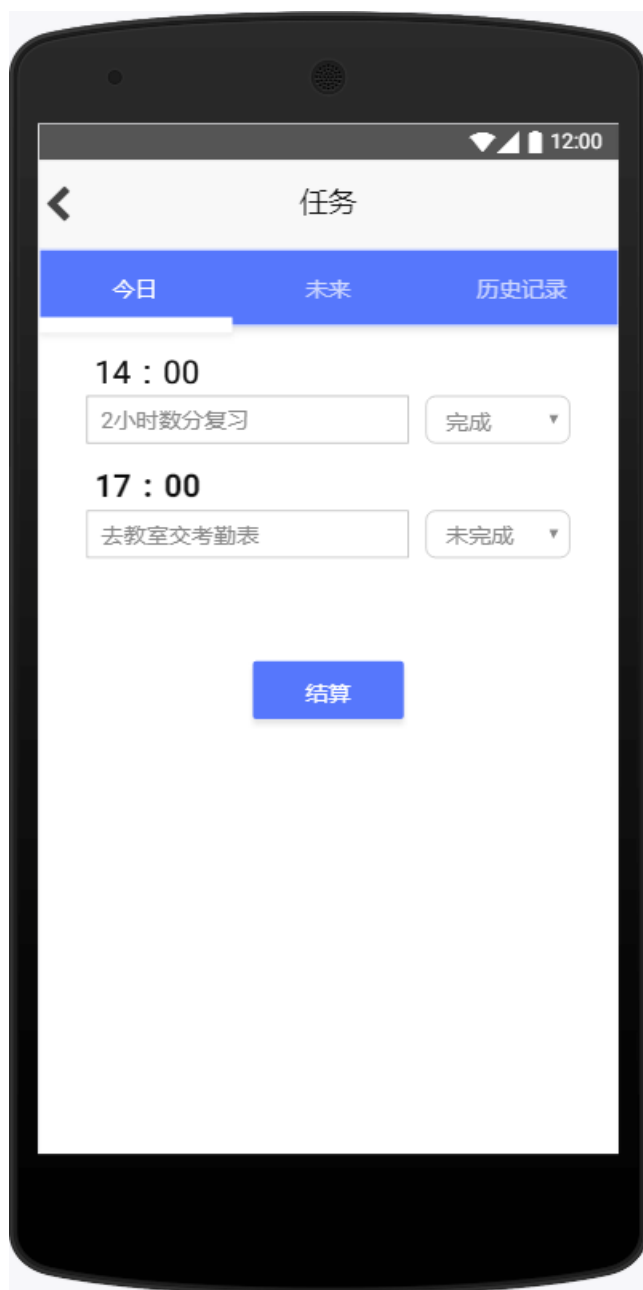 12:00
任务
今日 未来 历史记录
14：00
2小时数分复习 完成
17：00
去教室交考勤表 未完成
结算